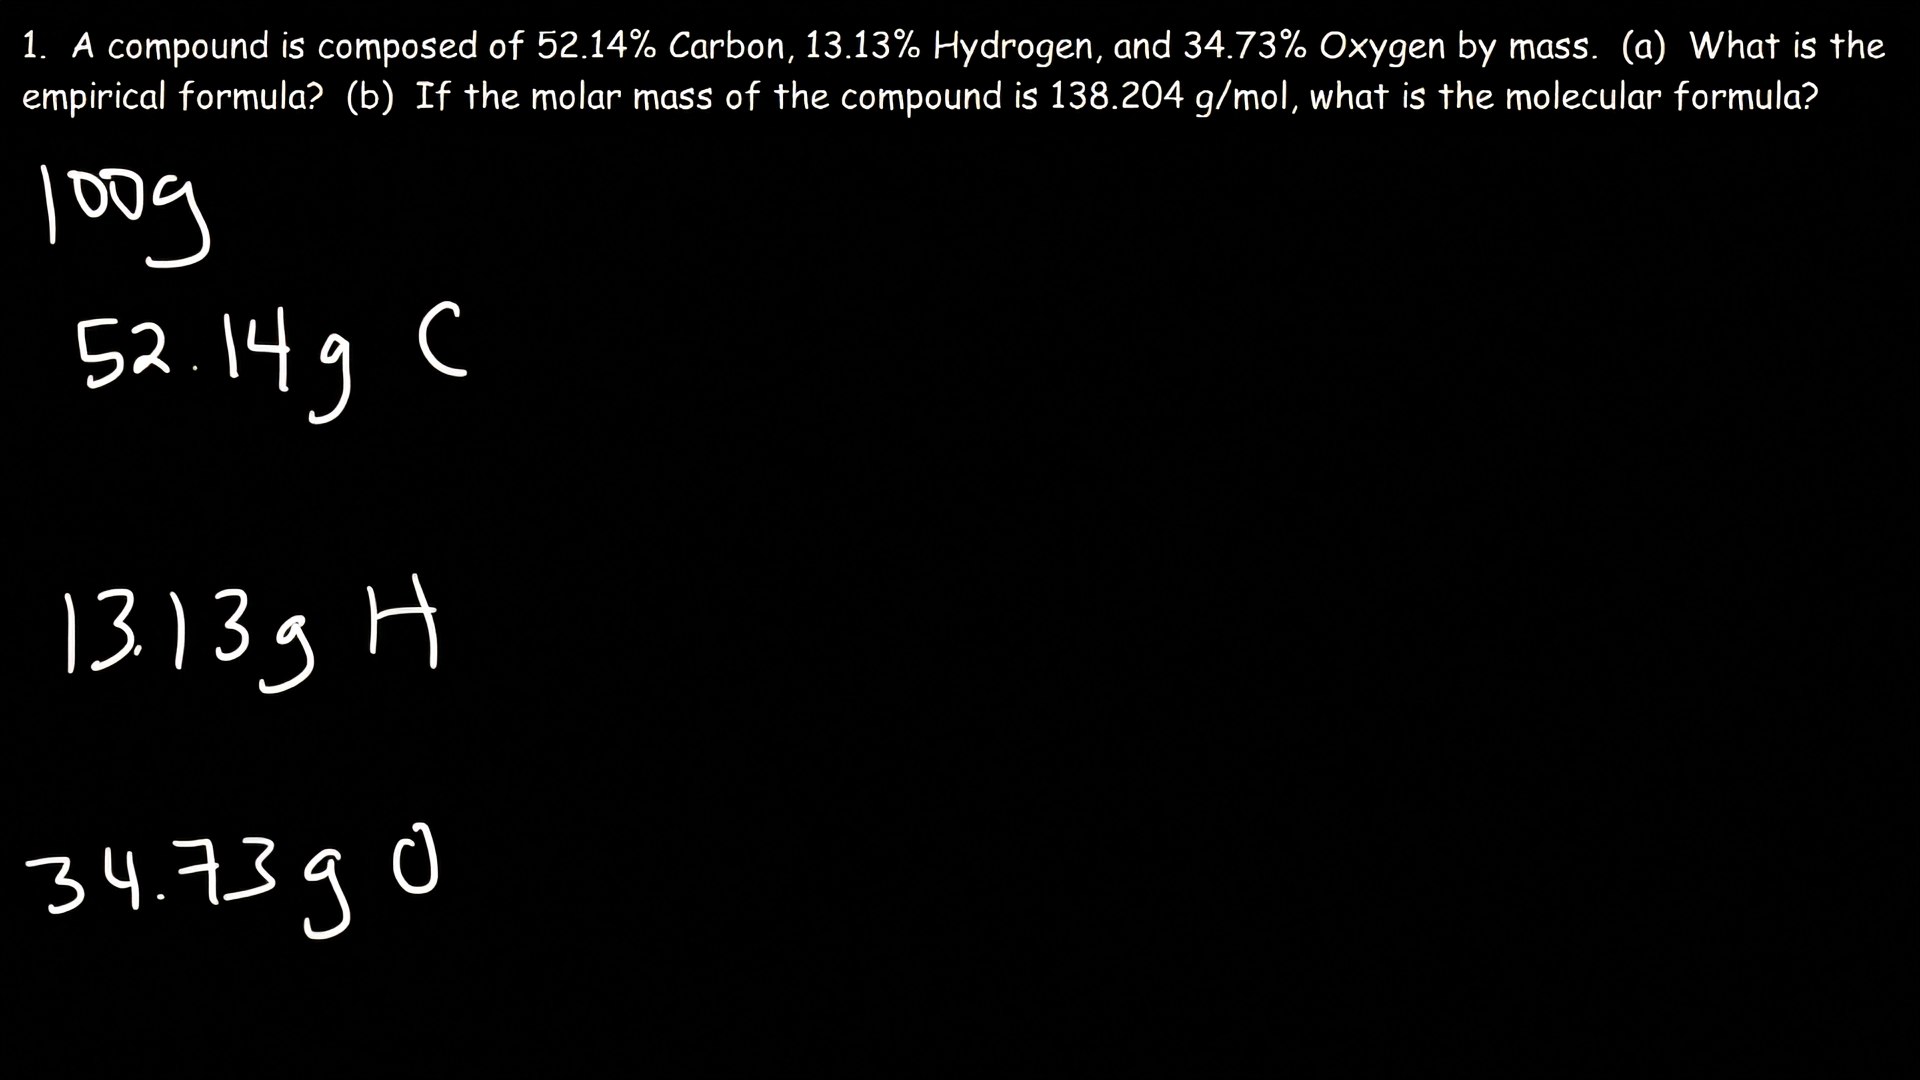 1. A compound is composed of 52.14% Carbon, 13.13% Hydrogen, and 34.73% Oxygen by mass. (a) What is the
empirical formula? (b) If the molar mass of the compound is 138.204 g/mol, what is the molecular formula?
100g
52.14g C
13.13g H
34.73g O